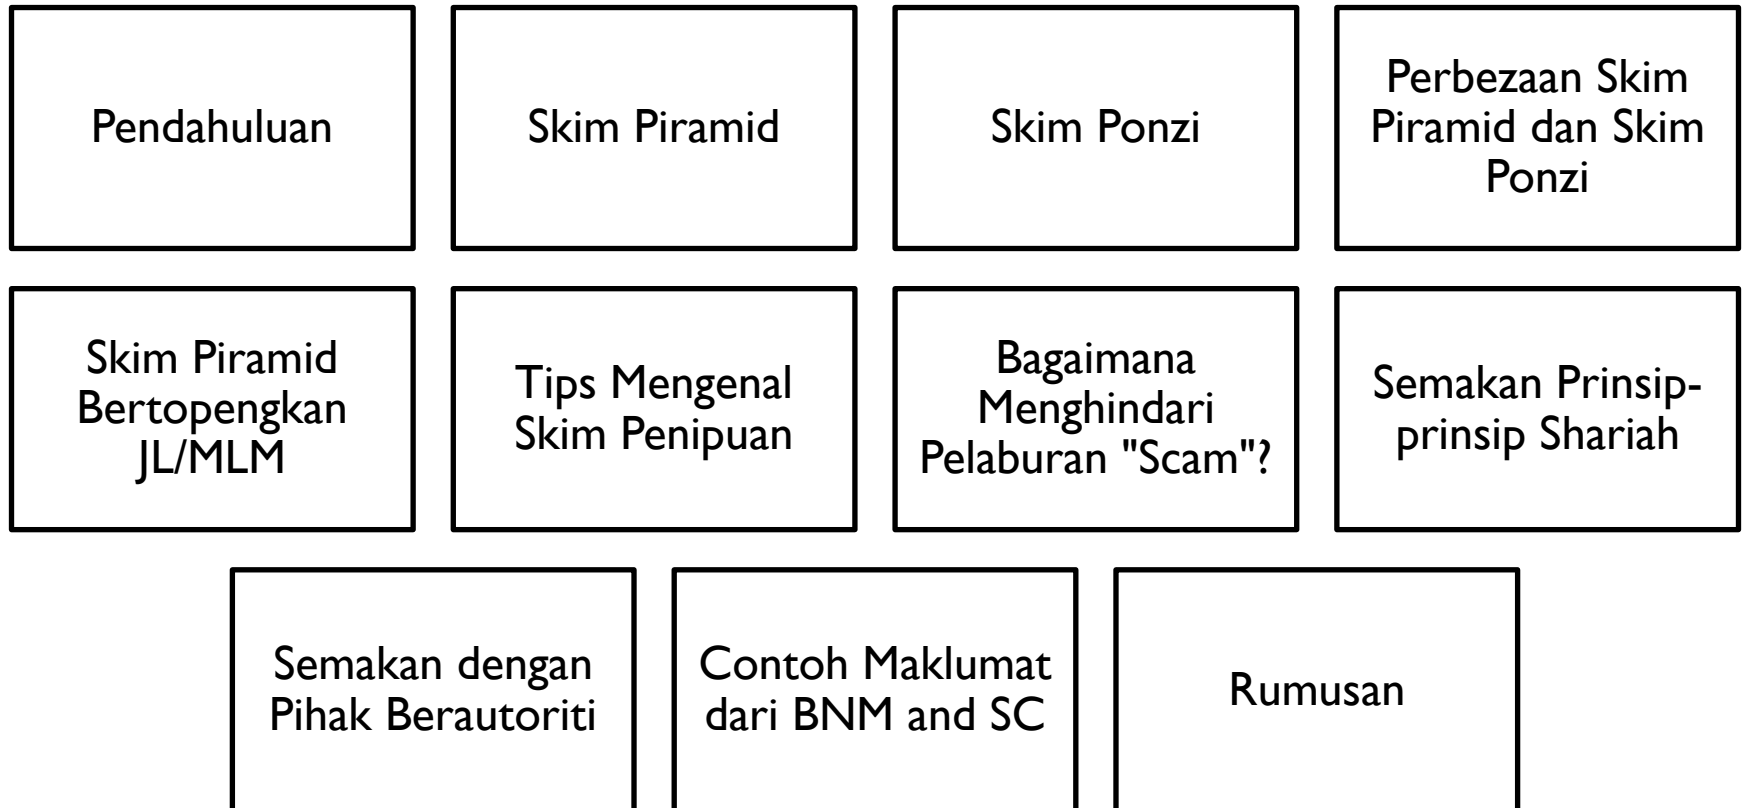 Pendahuluan
Skim Piramid
Skim Ponzi
Perbezaan Skim
Piramid dan Skim
Ponzi
Skim Piramid
Bertopengkan
JL/MLM
Tips Mengenal
Skim Penipuan
Bagaimana
Menghindari
Pelaburan "Scam"?
Semakan Prinsip-
prinsip Shariah
Semakan dengan
Pihak Berautoriti
Contoh Maklumat
dari BNM and SC
Rumusan